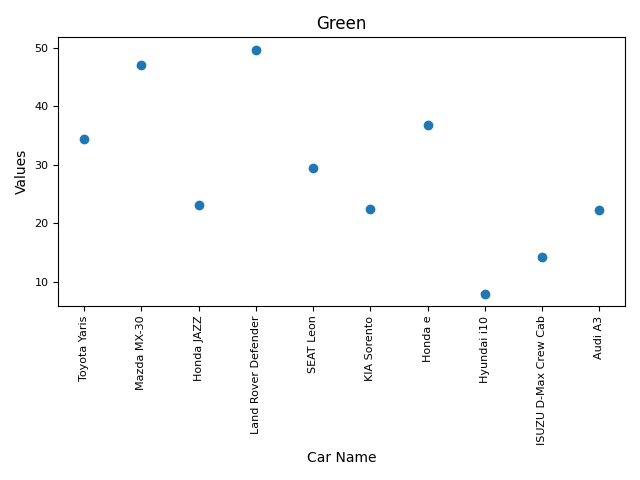 Green
Values
50
40
30
20
10
Toyota Yaris
Mazda MX-30
Honda JAZZ
Land Rover Defender
SEAT Leon
KIA Sorento
Honda e
Hyundai i10
ISUZU D-Max Crew Cab
Audi A3
Car Name